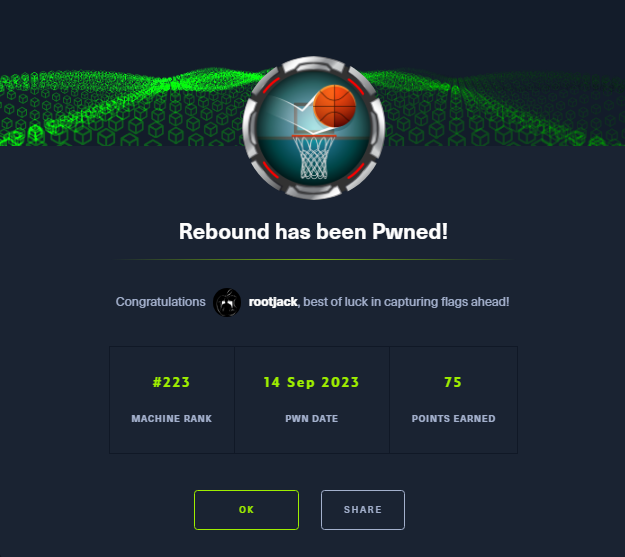 Rebound has been Pwned!
Congratulations rootjack, best of luck in capturing flags ahead!
#223 14 Sep 2023 75
MACHINE RANK PWN DATE POINTS EARNED
OK SHARE